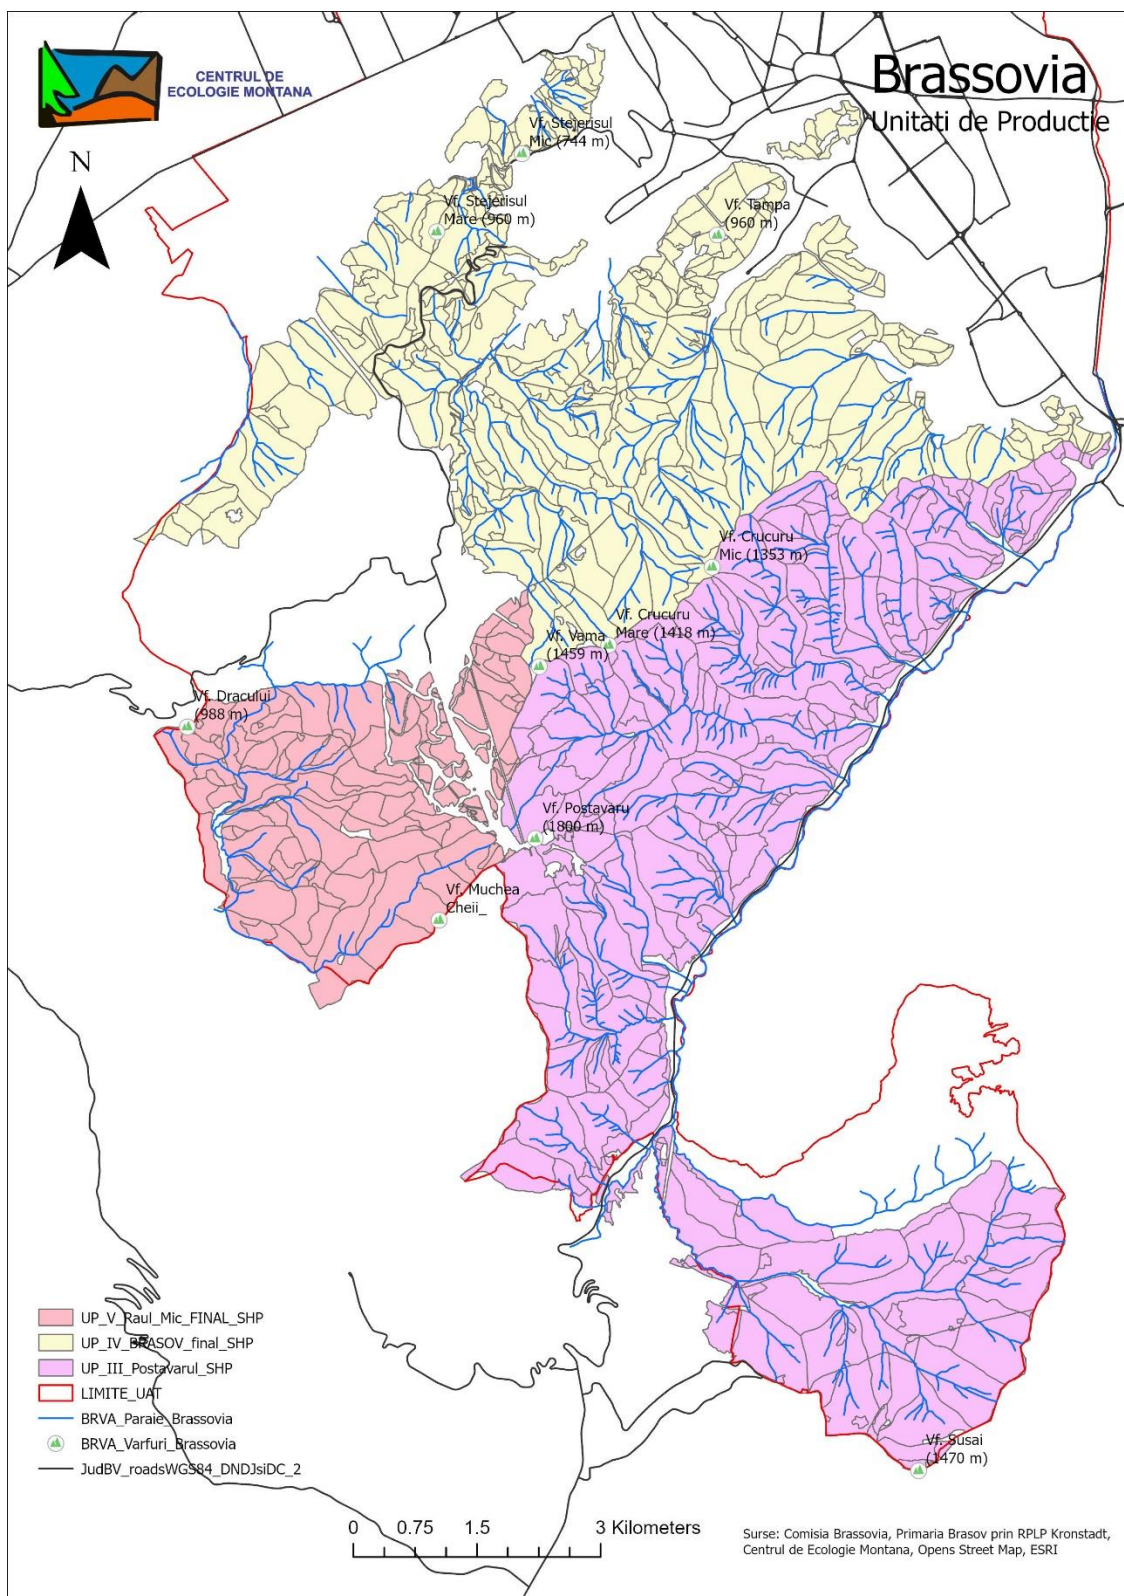 CENTRUL DE
ECOLOGIE MONTANA
Brassovia
Unitati de Productie
N
Vf. Stejerisul
Mic (744 m)
Vf. Stejerisul
Mare (960 m)
Vf. Tampa
(960 m)
Vf. Crucuru
Mic (1353 m)
Vf. Crucuru
Mare (1418 m)
Vf. Vama
(1459 m)
Vf. Dracului
(988 m)
Vf. Postavaru
(1800 m)
Vf. Muchea
Cheii_
UP_V_Raul_Mic_FINAL_SHP
UP_IV_BRASOV_final_SHP
UP_III_Postavarul_SHP
LIMITE_UAT
BRVA_Paraie_Brassovia
BRVA_Varfuri_Brassovia
JudBV_roadsWGS84_DNDJsiDC_2
Vf. Susai
(1470 m)
0 0.75 1.5 3 Kilometers
Surse: Comisia Brassovia, Primaria Brasov prin RPLP Kronstadt,
Centrul de Ecologie Montana, Opens Street Map, ESRI